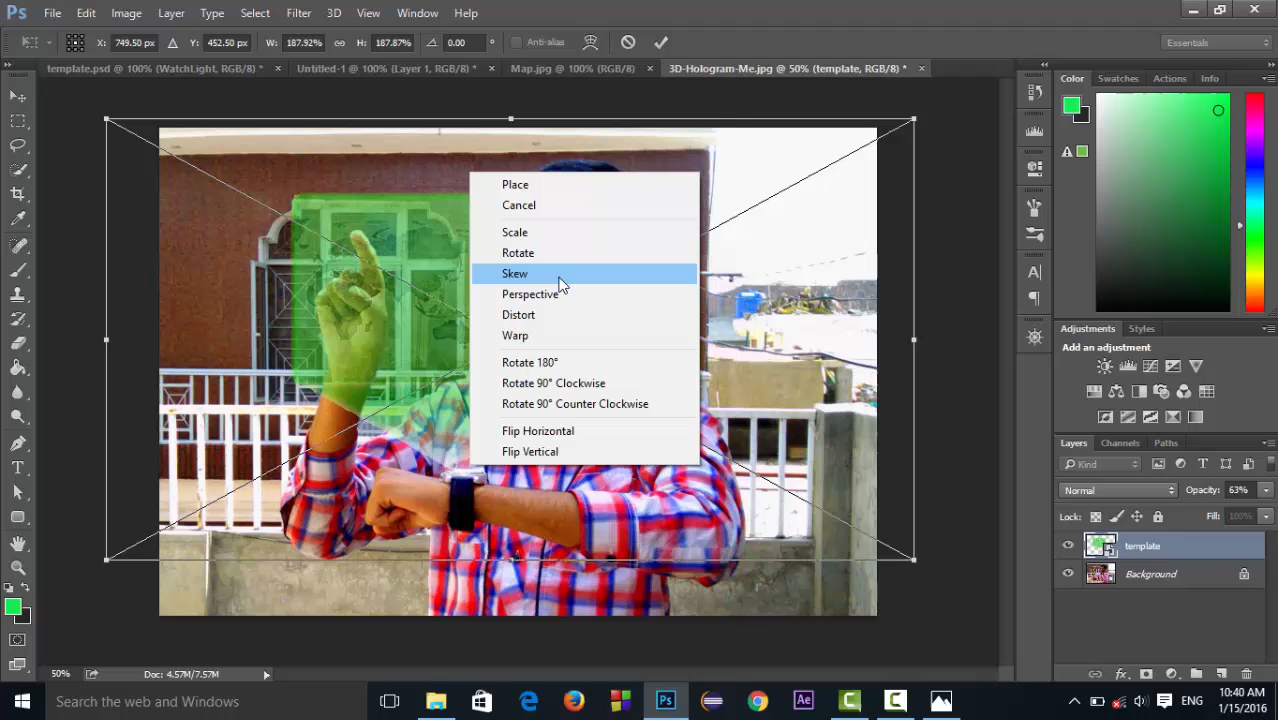 Ps File Edit Image Layer Type Select Filter 3D View Window Help
X: 749.50 px Y: 452.50 px W: 187.92% H: 187.87% 0.00 ° Anti-alias Essentials
template.psd @ 100% (WatchLight, RGB/8) * × Untitled-1 @ 100% (Layer 1, RGB/8) * × Map.jpg @ 100% (RGB/8) × 3D-Hologram-Me.jpg @ 50% (template, RGB/8) * ×
Color Swatches Actions Info
Place
Cancel
Scale
Rotate
Skew
Perspective
Distort
Warp
Rotate 180°
Rotate 90° Clockwise
Rotate 90° Counter Clockwise
Flip Horizontal
Flip Vertical
Adjustments Styles
Add an adjustment
Layers Channels Paths
Kind
Normal Opacity: 63%
Lock: Fill: 100%
template
Background
50% Doc: 4.57M/7.57M
Search the web and Windows
Ps Ae
ENG
10:40 AM
1/15/2016